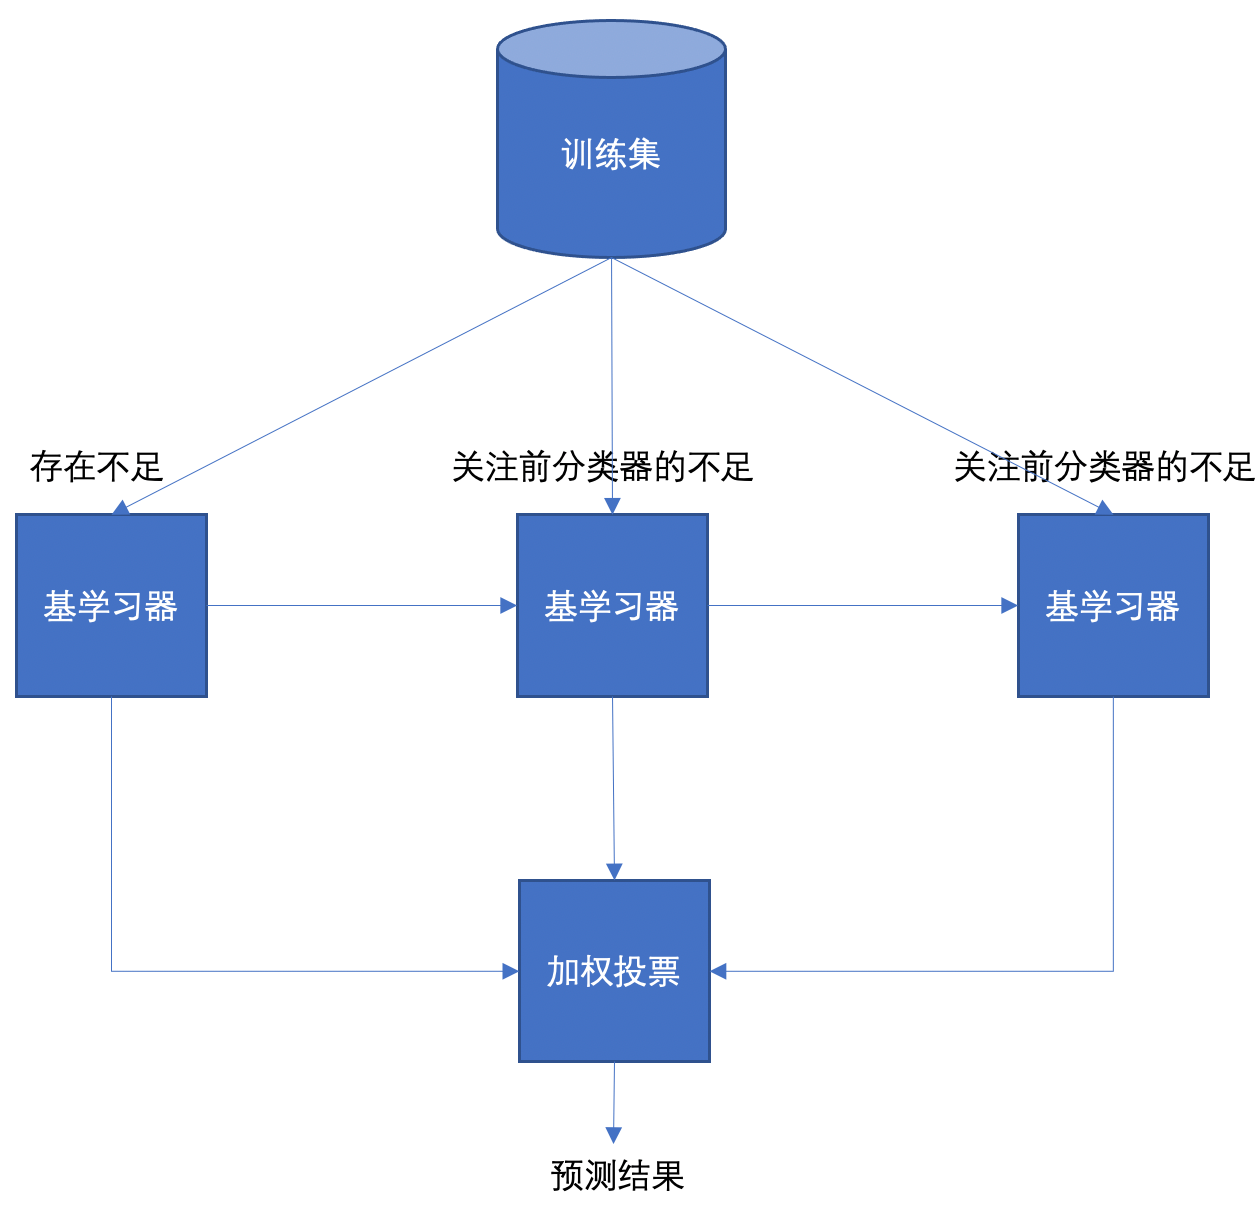 训练集
存在不足
关注前分类器的不足
关注前分类器的不足
基学习器
基学习器
基学习器
加权投票
预测结果